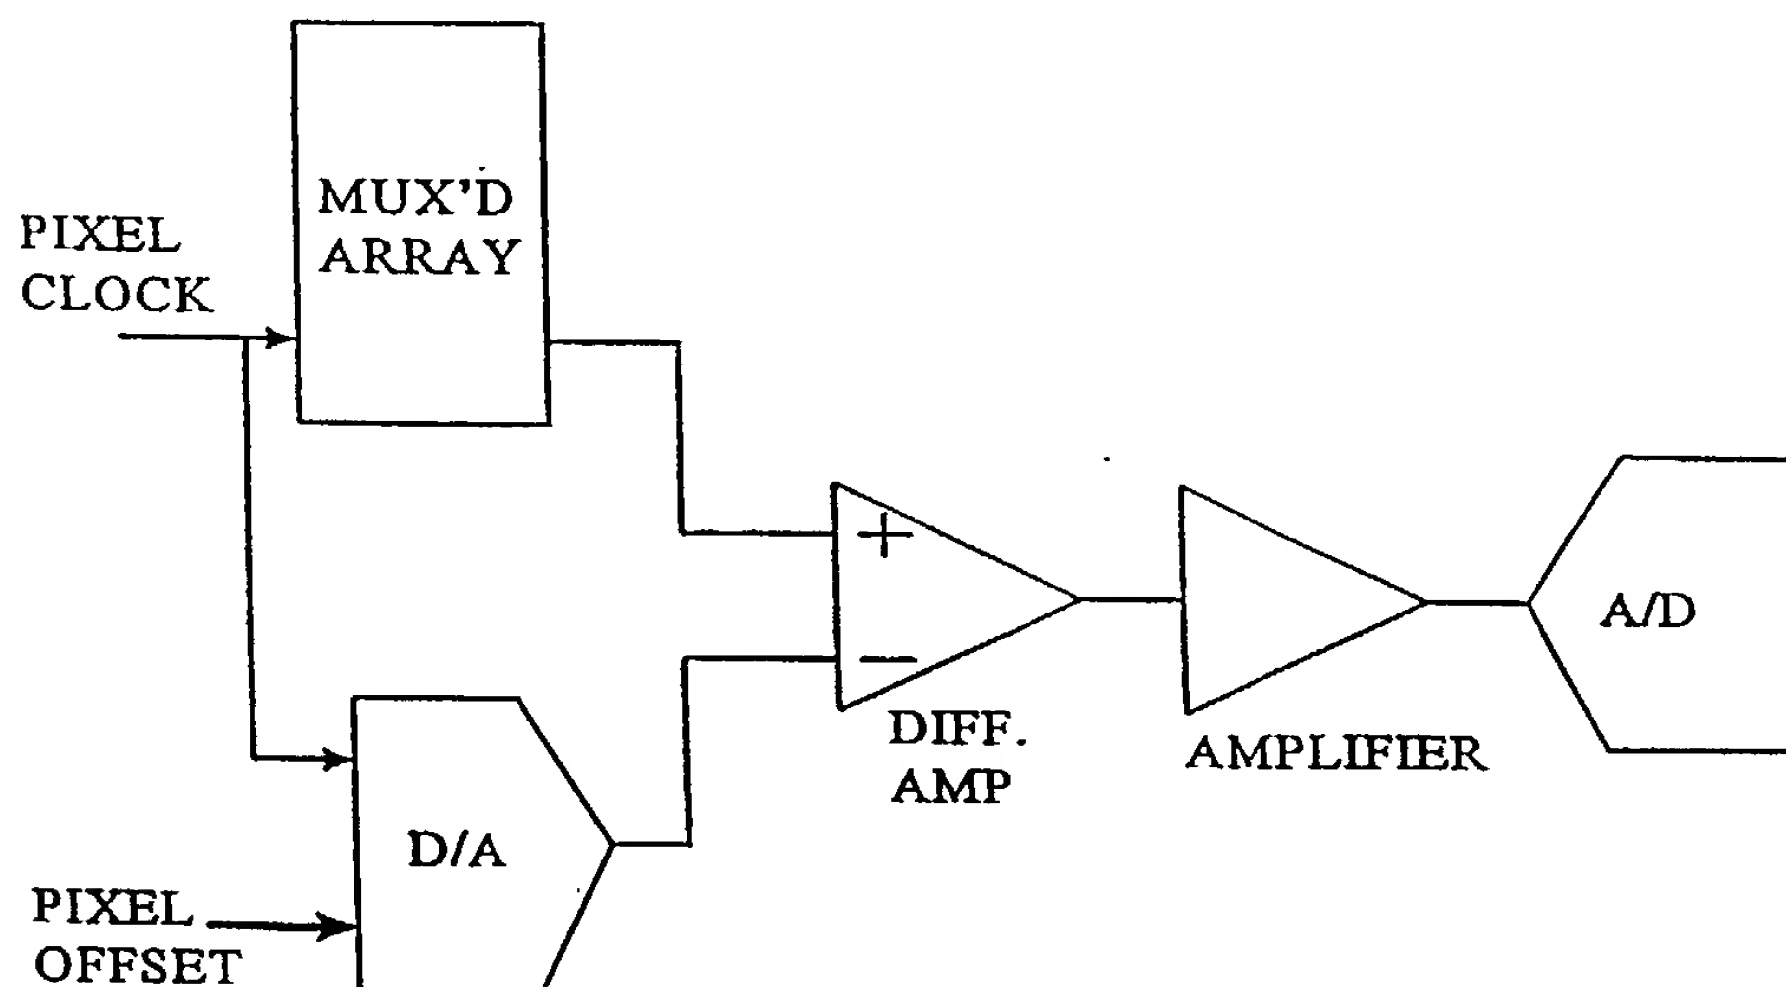 MUX'D
ARRAY
PIXEL
CLOCK
+
−
DIFF.
AMP
AMPLIFIER
A/D
D/A
PIXEL
OFFSET